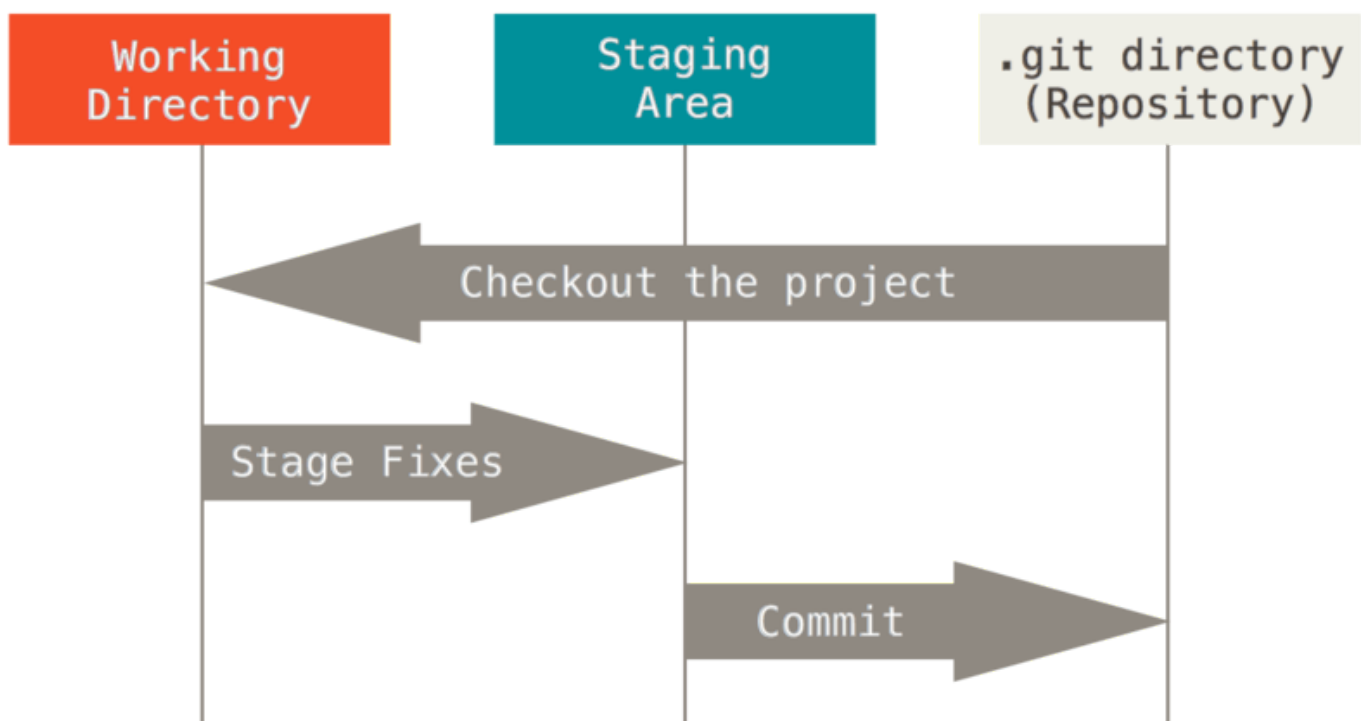 Working
Directory
Staging
Area
.git directory
(Repository)
Checkout the project
Stage Fixes
Commit